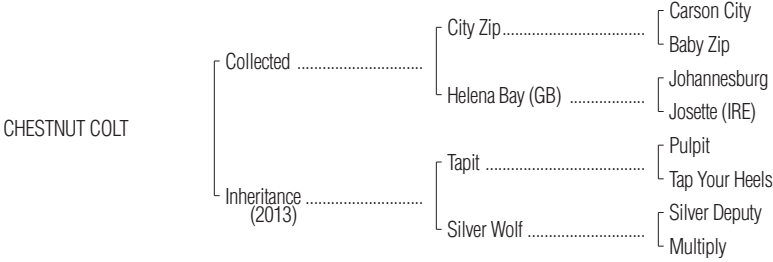 Carson City
City Zip
Baby Zip
Collected
Johannesburg
Helena Bay (GB)
Josette (IRE)
CHESTNUT COLT
Pulpit
Tapit
Tap Your Heels
Inheritance
(2013)
Silver Deputy
Silver Wolf
Multiply